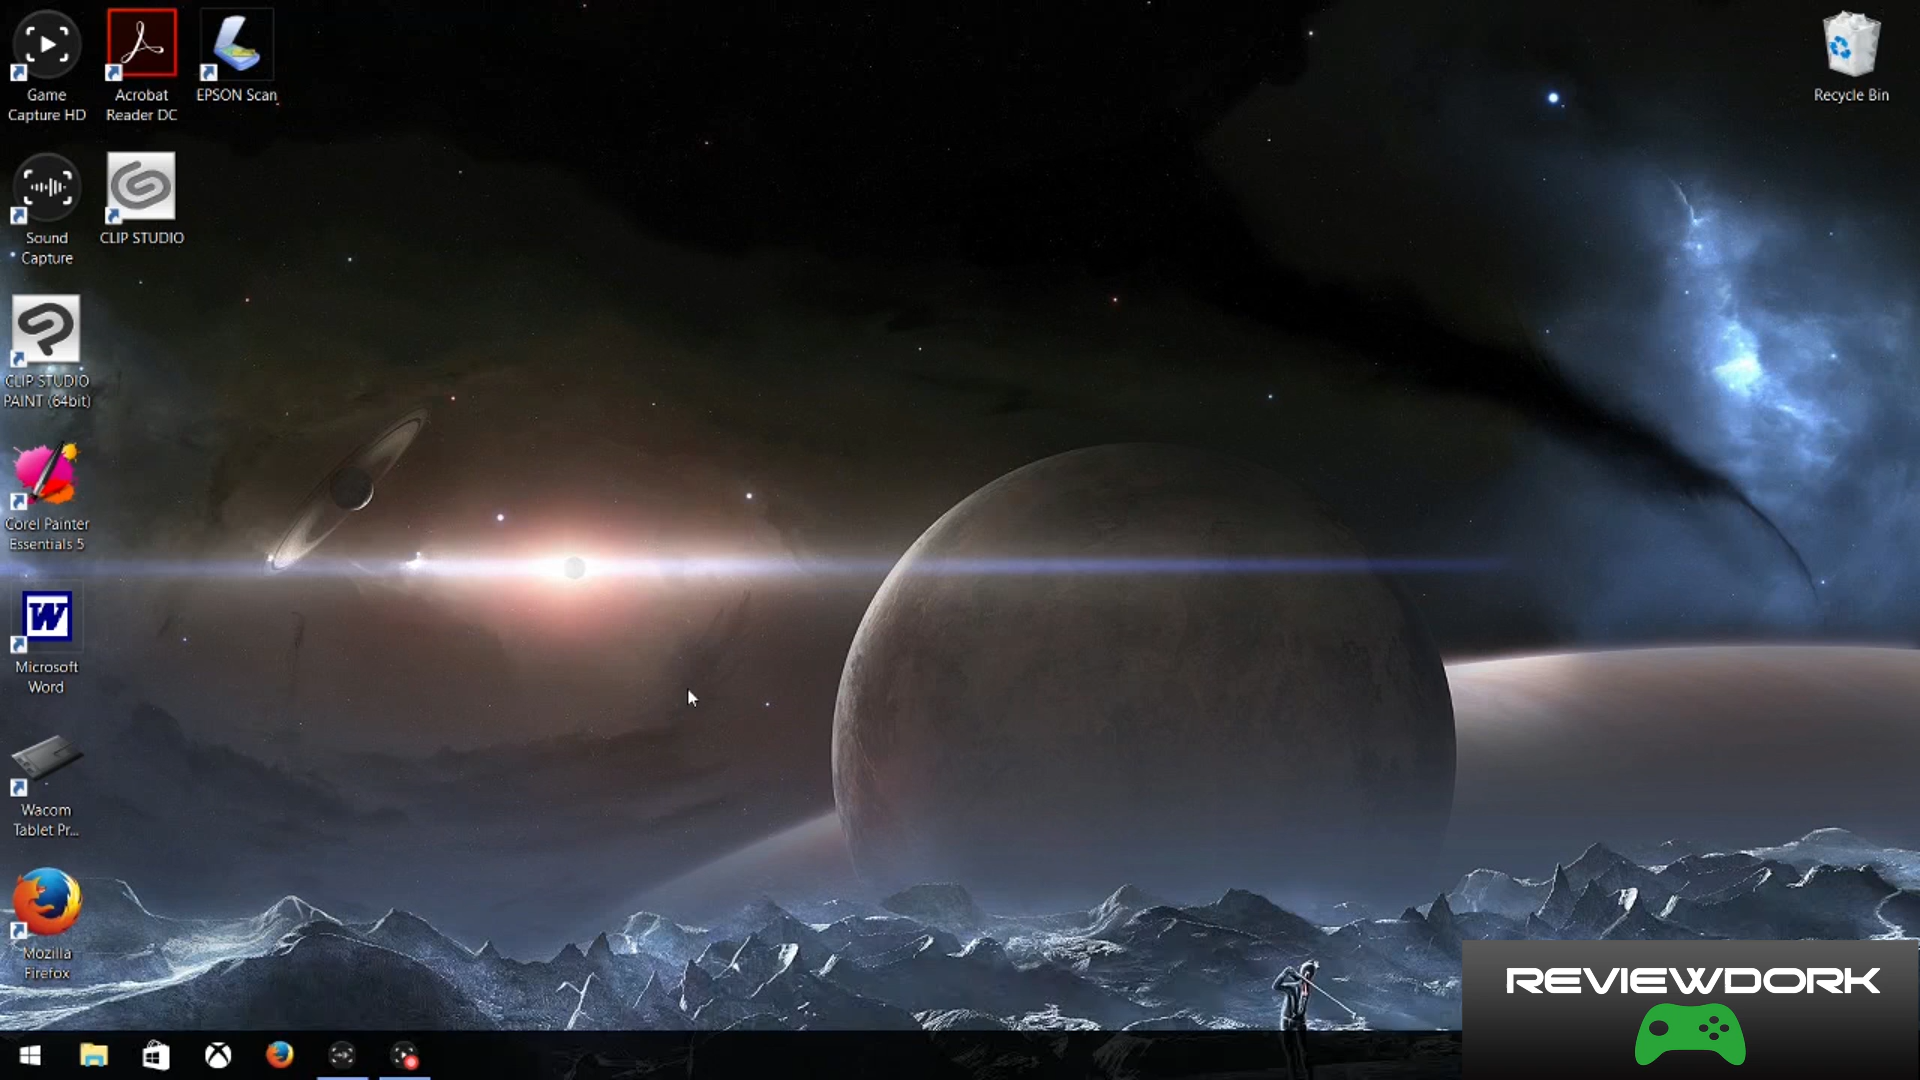 Game
Capture HD
Acrobat
Reader DC
EPSON Scan
Recycle Bin
Sound
Capture
CLIP STUDIO
CLIP STUDIO
PAINT (64bit)
Corel Painter
Essentials 5
W
Microsoft
Word
Wacom
Tablet Pr...
Mozilla
Firefox
REVIEWDORK